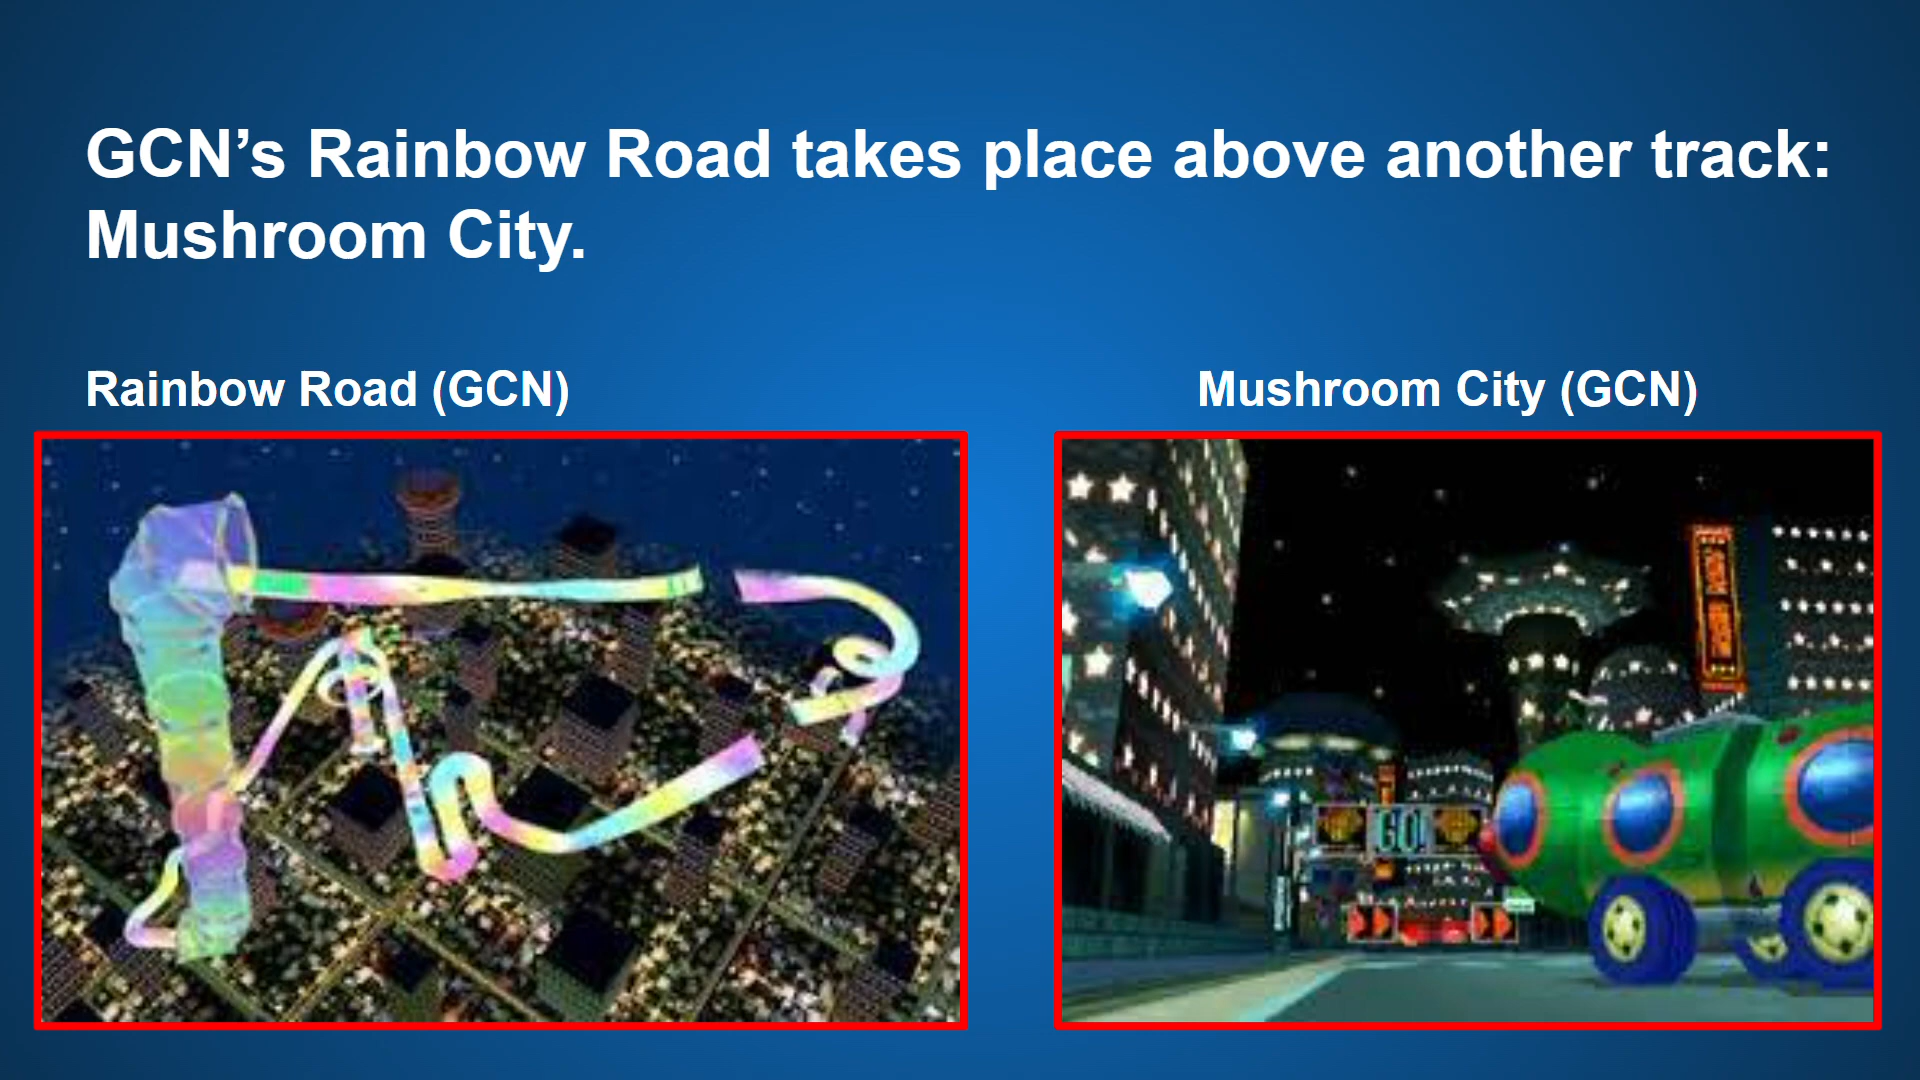 GCN’s Rainbow Road takes place above another track:
Mushroom City.
Rainbow Road (GCN)
Mushroom City (GCN)
GO!